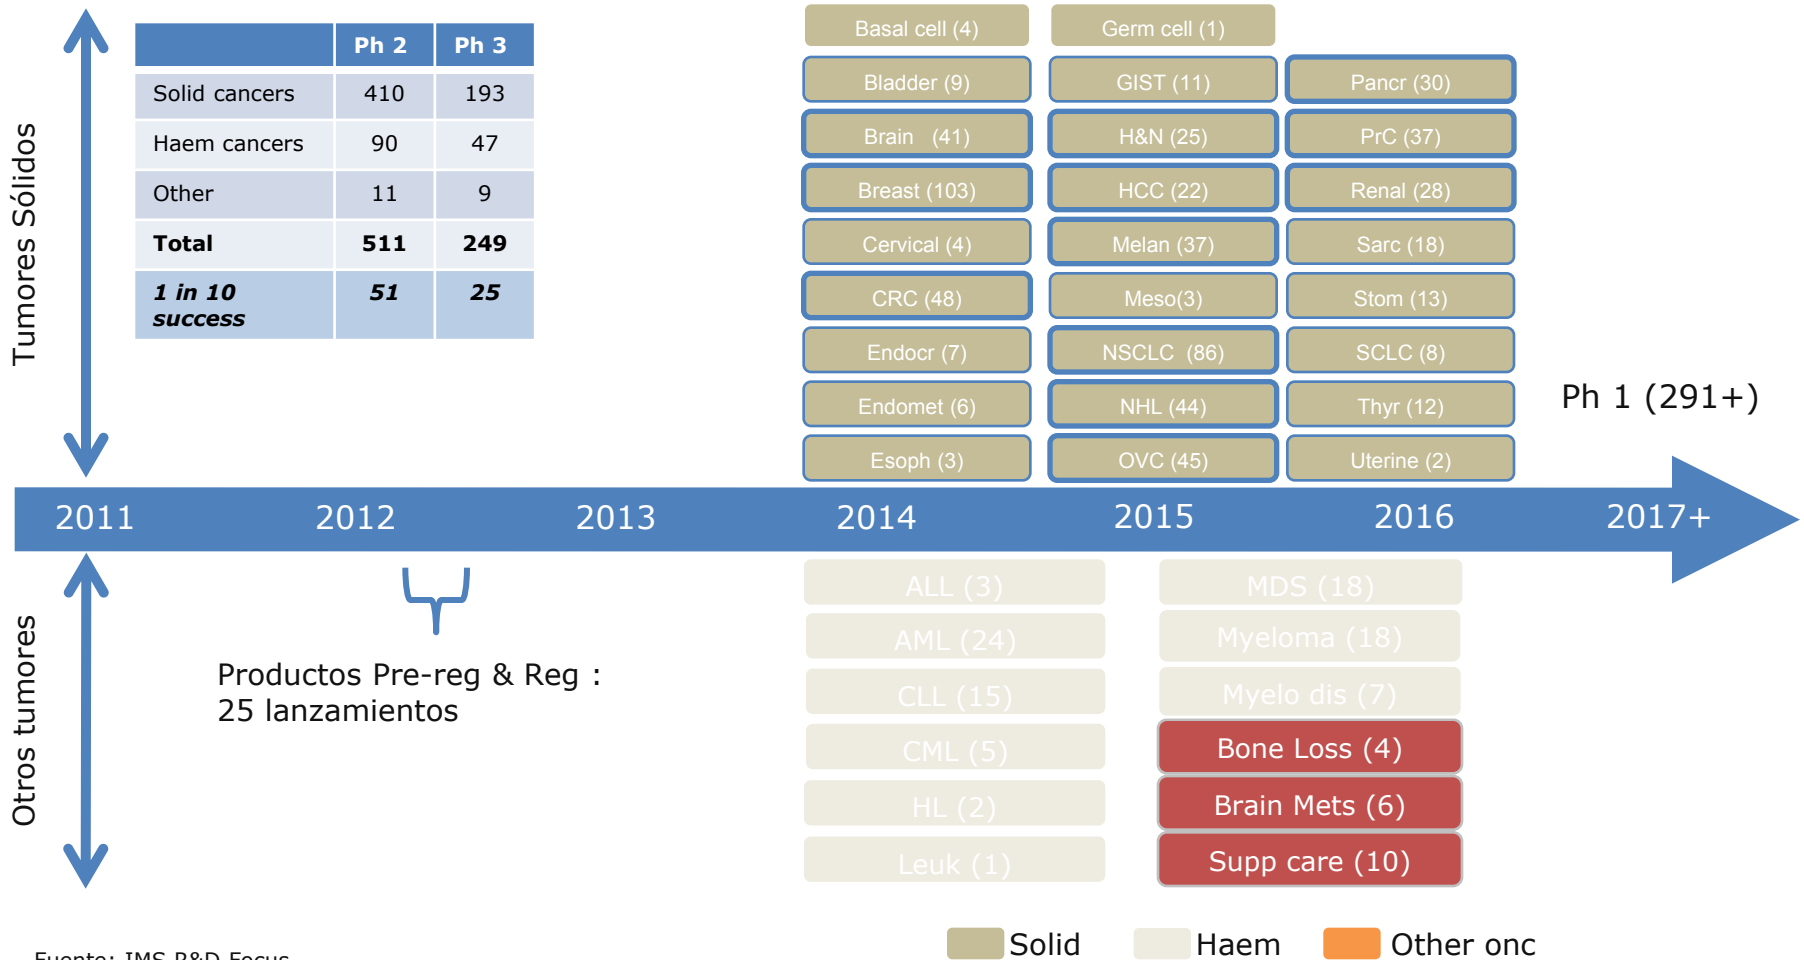 Tumores Sólidos
Ph 2 Ph 3
Solid cancers 410 193
Haem cancers 90 47
Other 11 9
Total 511 249
1 in 10 success 51 25
Basal cell (4)
Bladder (9)
Brain (41)
Breast (103)
Cervical (4)
CRC (48)
Endocr (7)
Endomet (6)
Esoph (3)
Germ cell (1)
GIST (11)
H&N (25)
HCC (22)
Melan (37)
Meso(3)
NSCLC (86)
NHL (44)
OVC (45)
Pancr (30)
PrC (37)
Renal (28)
Sarc (18)
Stom (13)
SCLC (8)
Thyr (12)
Uterine (2)
Ph 1 (291+)
2011 2012 2013 2014 2015 2016 2017+
Otros tumores
Productos Pre-reg & Reg :
25 lanzamientos
ALL (3)
AML (24)
CLL (15)
CML (5)
HL (2)
Leuk (1)
MDS (18)
Myeloma (18)
Myelo dis (7)
Bone Loss (4)
Brain Mets (6)
Supp care (10)
Solid Haem Other onc
Fuente: IMS R&D Focus